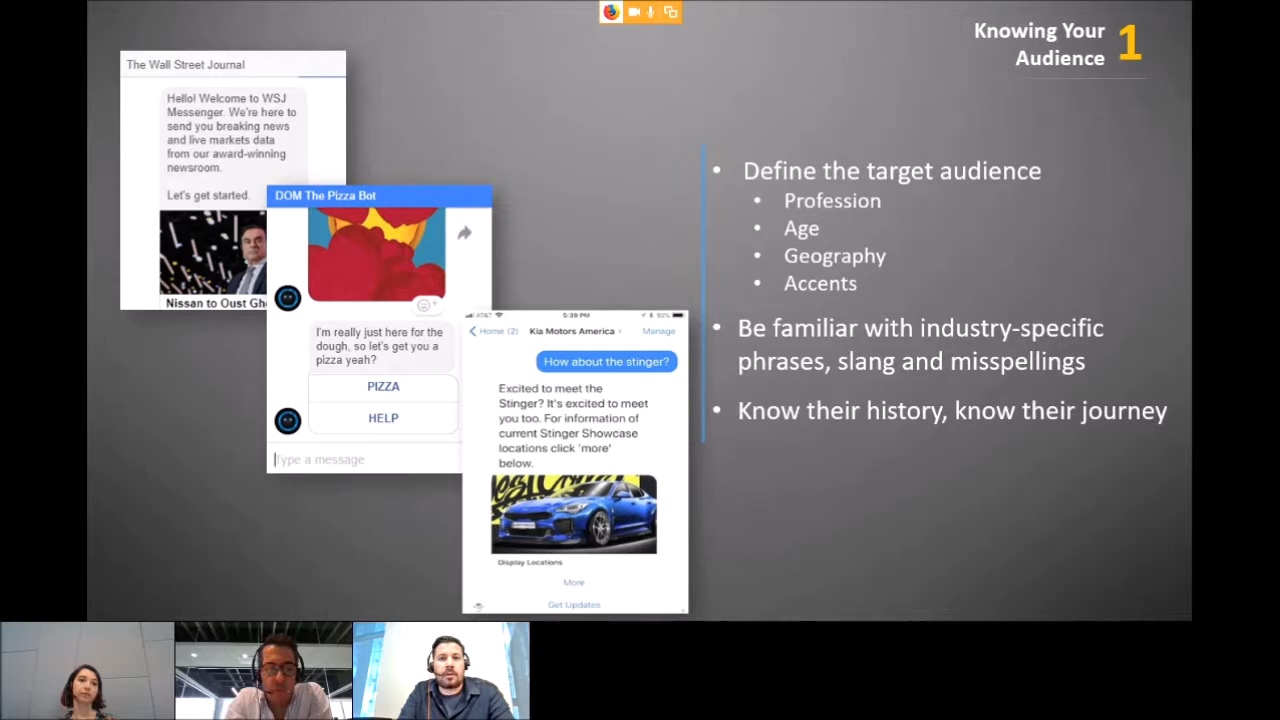 Knowing Your
Audience
1
The Wall Street Journal
Hello! Welcome to WSJ
Messenger. We're here to
send you breaking news
and live markets data
from our award-winning
newsroom.
Let's get started.
Nissan to Oust
DOM The Pizza Bot
I'm really just here for the
dough, so let's get you a
pizza yeah?
PIZZA
HELP
Type a message
AT&T
5:39 PM
92%
Home (2)
Kia Motors America
Manage
How about the stinger?
Excited to meet the
Stinger? It's excited to meet
you too. For information of
current Stinger Showcase
locations click 'more'
below.
Display Locations
More
Get Updates
• Define the target audience
• Profession
• Age
• Geography
• Accents
• Be familiar with industry-specific
phrases, slang and misspellings
• Know their history, know their journey